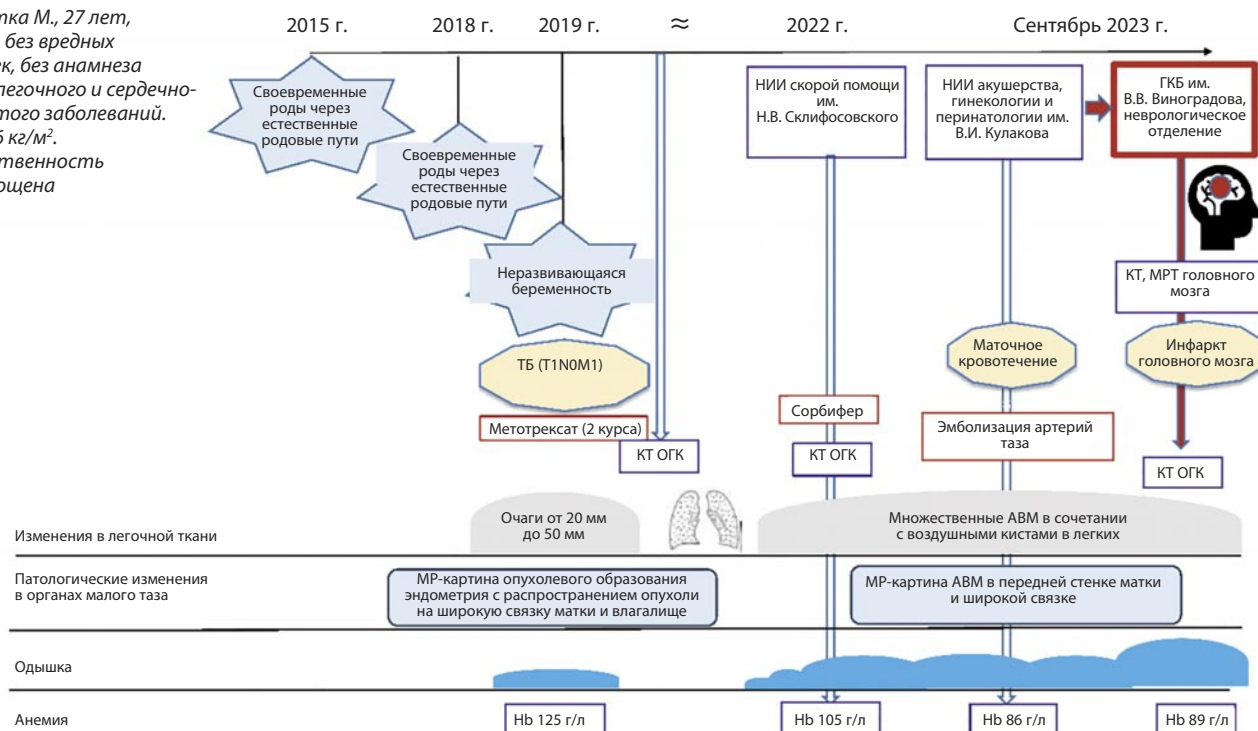 тка М., 27 лет,
без вредных
ек, без анамнеза
легочного и сердечно-
того заболеваний.
6 кг/м².
ственность
ощена
2015 г.
2018 г.
2019 г.
≈
2022 г.
Сентябрь 2023 г.
Своевременные
роды через
естественные
родовые пути
Своевременные
роды через
естественные
родовые пути
Неразвивающаяся
беременность
ТБ (T1N0M1)
Метотрексат (2 курса)
КТ ОГК
НИИ скорой помощи
им.
Н.В. Склифосовского
Сорбифер
КТ ОГК
НИИ акушерства,
гинекологии и
перинатологии им.
В.И. Кулакова
Маточное
кровотечение
Эмболизация артерий
таза
ГКБ им.
В.В. Виноградова,
неврологическое
отделение
КТ, МРТ головного
мозга
Инфаркт
головного мозга
КТ ОГК
Изменения в легочной ткани
Очаги от 20 мм
до 50 мм
Множественные АВМ в сочетании
с воздушными кистами в легких
Патологические изменения
в органах малого таза
МР-картина опухолевого образования
эндометрия с распространением опухоли
на широкую связку матки и влагалище
МР-картина АВМ в передней стенке матки
и широкой связке
Одышка
Анемия
Hb 125 г/л
Hb 105 г/л
Hb 86 г/л
Hb 89 г/л